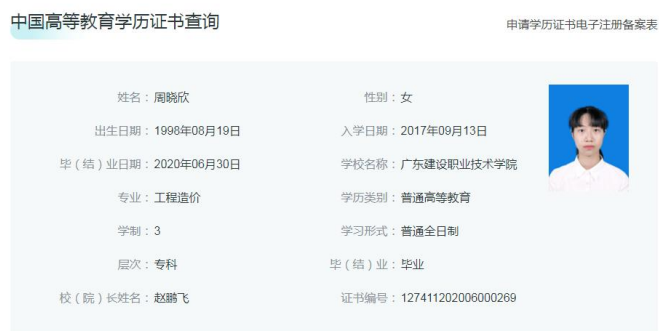 中国高等教育学历证书查询 申请学历证书电子注册备案表
姓名：周晓欣 性别：女
出生日期：1998年08月19日 入学日期：2017年09月13日
毕（结）业日期：2020年06月30日 学校名称：广东建设职业技术学院
专业：工程造价 学历类别：普通高等教育
学制：3 学习形式：普通全日制
层次：专科 毕（结）业：毕业
校（院）长姓名：赵鹏飞 证书编号：127411202006000269